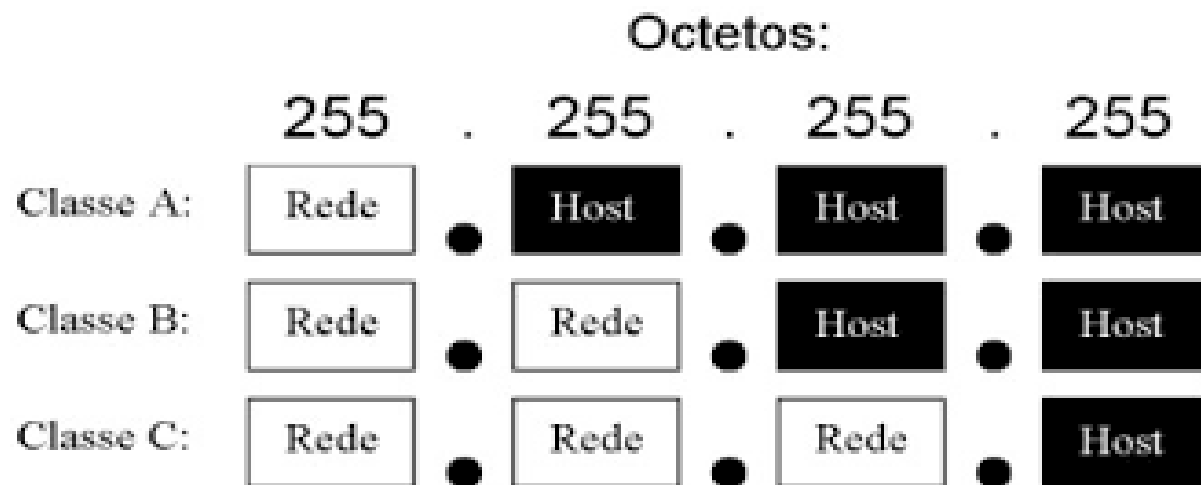 Octetos:
255 . 255 . 255 . 255
Classe A: Rede . Host . Host . Host
Classe B: Rede . Rede . Host . Host
Classe C: Rede . Rede . Rede . Host